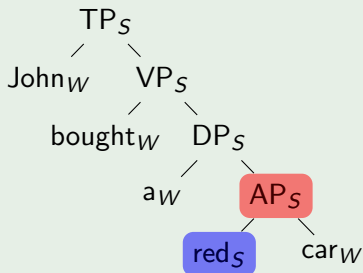 TP_S
John_W VP_S
bought_W DP_S
a_W AP_S
red_S car_W